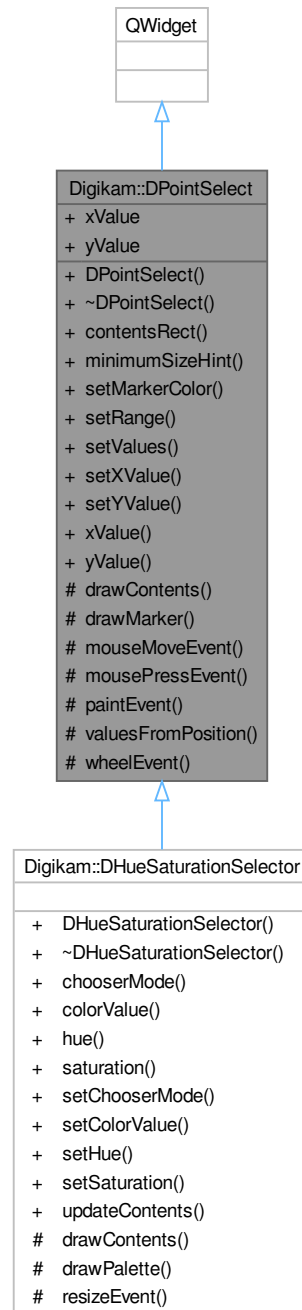 QWidget
Digikam::DPointSelect
+ xValue
+ yValue
+ DPointSelect()
+ ~DPointSelect()
+ contentsRect()
+ minimumSizeHint()
+ setMarkerColor()
+ setRange()
+ setValues()
+ setXValue()
+ setYValue()
+ xValue()
+ yValue()
# drawContents()
# drawMarker()
# mouseMoveEvent()
# mousePressEvent()
# paintEvent()
# valuesFromPosition()
# wheelEvent()
Digikam::DHueSaturationSelector
+ DHueSaturationSelector()
+ ~DHueSaturationSelector()
+ chooserMode()
+ colorValue()
+ hue()
+ saturation()
+ setChooserMode()
+ setColorValue()
+ setHue()
+ setSaturation()
+ updateContents()
# drawContents()
# drawPalette()
# resizeEvent()